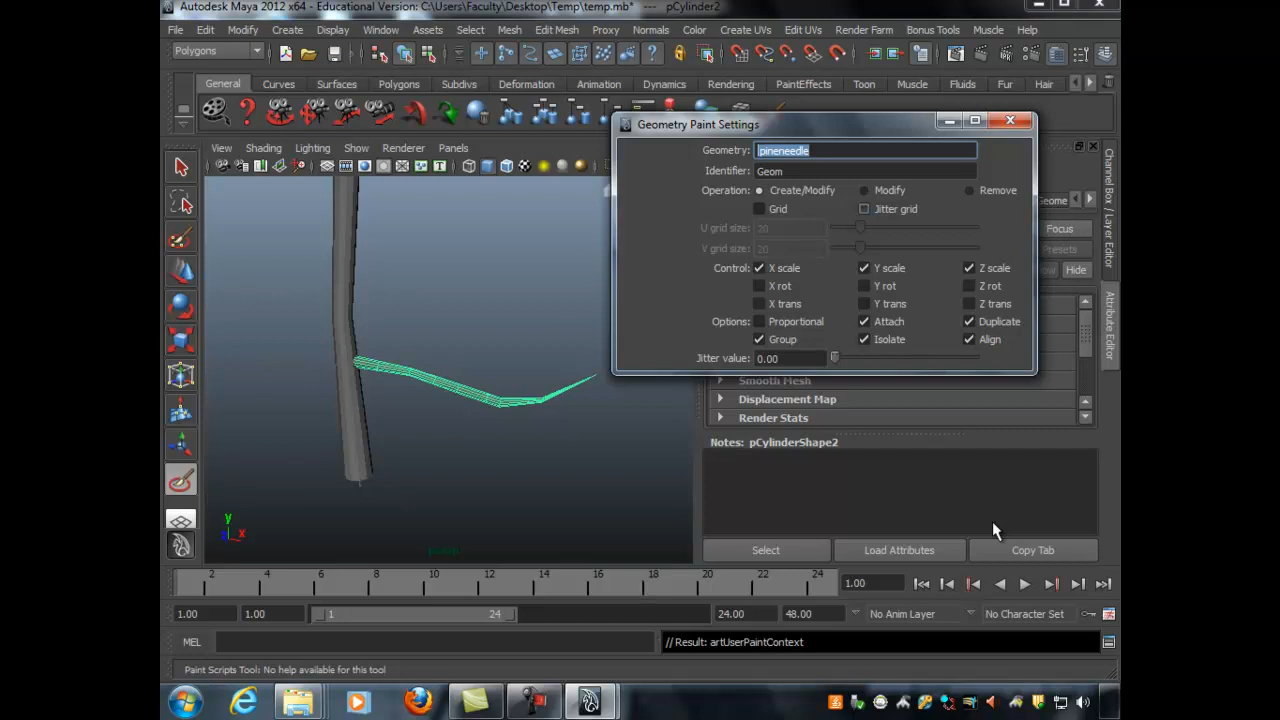 Autodesk Maya 2012 x64 - Educational Version: C:\Users\Faculty\Desktop\Temp\temp.mb* --- pCylinder2
File Edit Modify Create Display Window Assets Select Mesh Edit Mesh Proxy Normals Color Create UVs Edit UVs Render Farm Bonus Tools Muscle Help
Polygons
General Curves Surfaces Polygons Subdivs Deformation Animation Dynamics Rendering PaintEffects Toon Muscle Fluids Fur Hair
View Shading Lighting Show Renderer Panels
Geometry Paint Settings
Geometry: pineneedle
Identifier: Geom
Operation: Create/Modify Modify Remove
Grid Jitter grid
U grid size: 20
V grid size: 20
Control: X scale Y scale Z scale
X rot Y rot Z rot
X trans Y trans Z trans
Options: Proportional Attach Duplicate
Group Isolate Align
Jitter value: 0.00
Geome
Focus
Presets
Hide
Channel Box / Layer Editor
Attribute Editor
Smooth Mesh
Displacement Map
Render Stats
Notes: pCylinderShape2
Select Load Attributes Copy Tab
y
x
persp
2 4 6 8 10 12 14 16 18 20 22 24 1.00
1.00 1.00 1 24 24.00 48.00 No Anim Layer No Character Set
MEL // Result: artUserPaintContext
Paint Scripts Tool: No help available for this tool